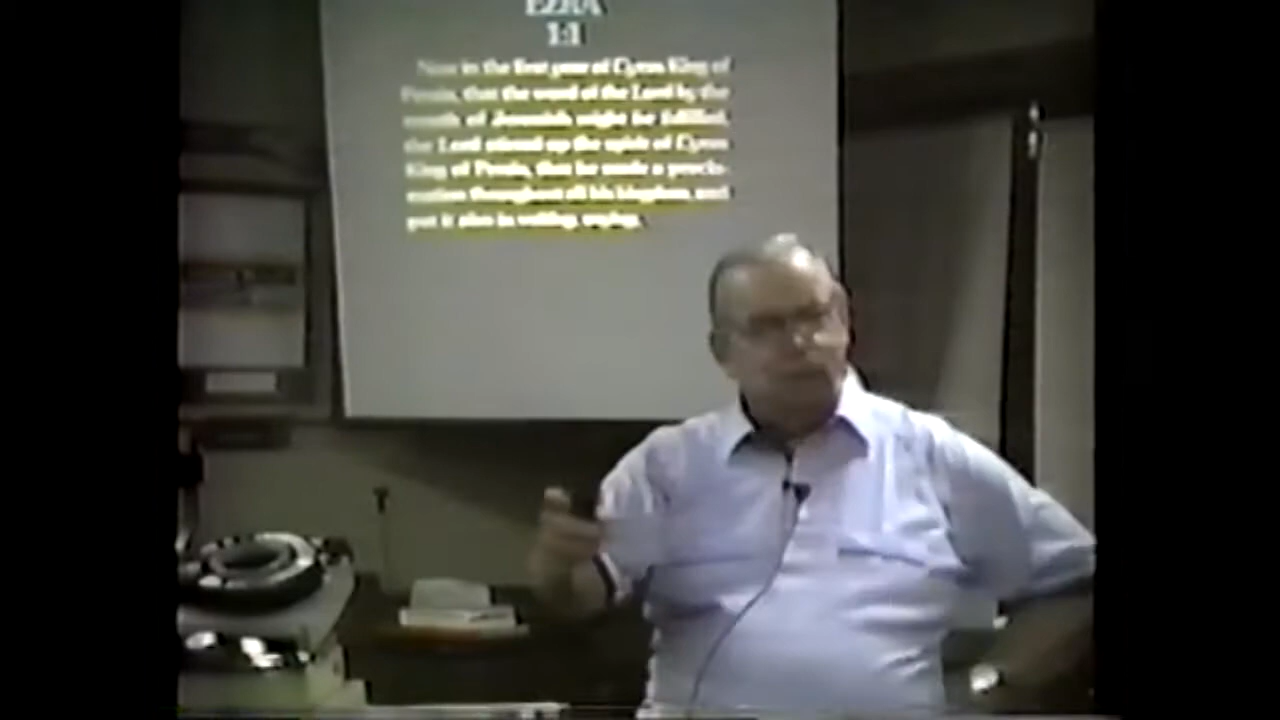 EZRA
1:1
Now in the first year of Cyrus King of
Persia, that the word of the Lord by the
mouth of Jeremiah might be fulfilled,
the Lord stirred up the spirit of Cyrus
King of Persia, that he made a procla-
mation throughout all his kingdom, and
put it also in writing, saying,